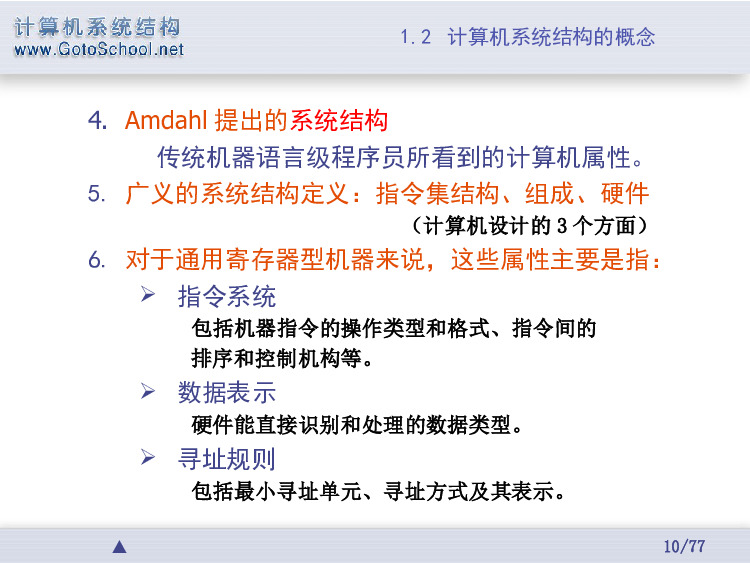 计算机系统结构
www.GotoSchool.net
1.2 计算机系统结构的概念
4. Amdahl 提出的系统结构
传统机器语言级程序员所看到的计算机属性。
5. 广义的系统结构定义：指令集结构、组成、硬件
（计算机设计的 3 个方面）
6. 对于通用寄存器型机器来说，这些属性主要是指：
➢ 指令系统
包括机器指令的操作类型和格式、指令间的
排序和控制机构等。
➢ 数据表示
硬件能直接识别和处理的数据类型。
➢ 寻址规则
包括最小寻址单元、寻址方式及其表示。
▲
10/77